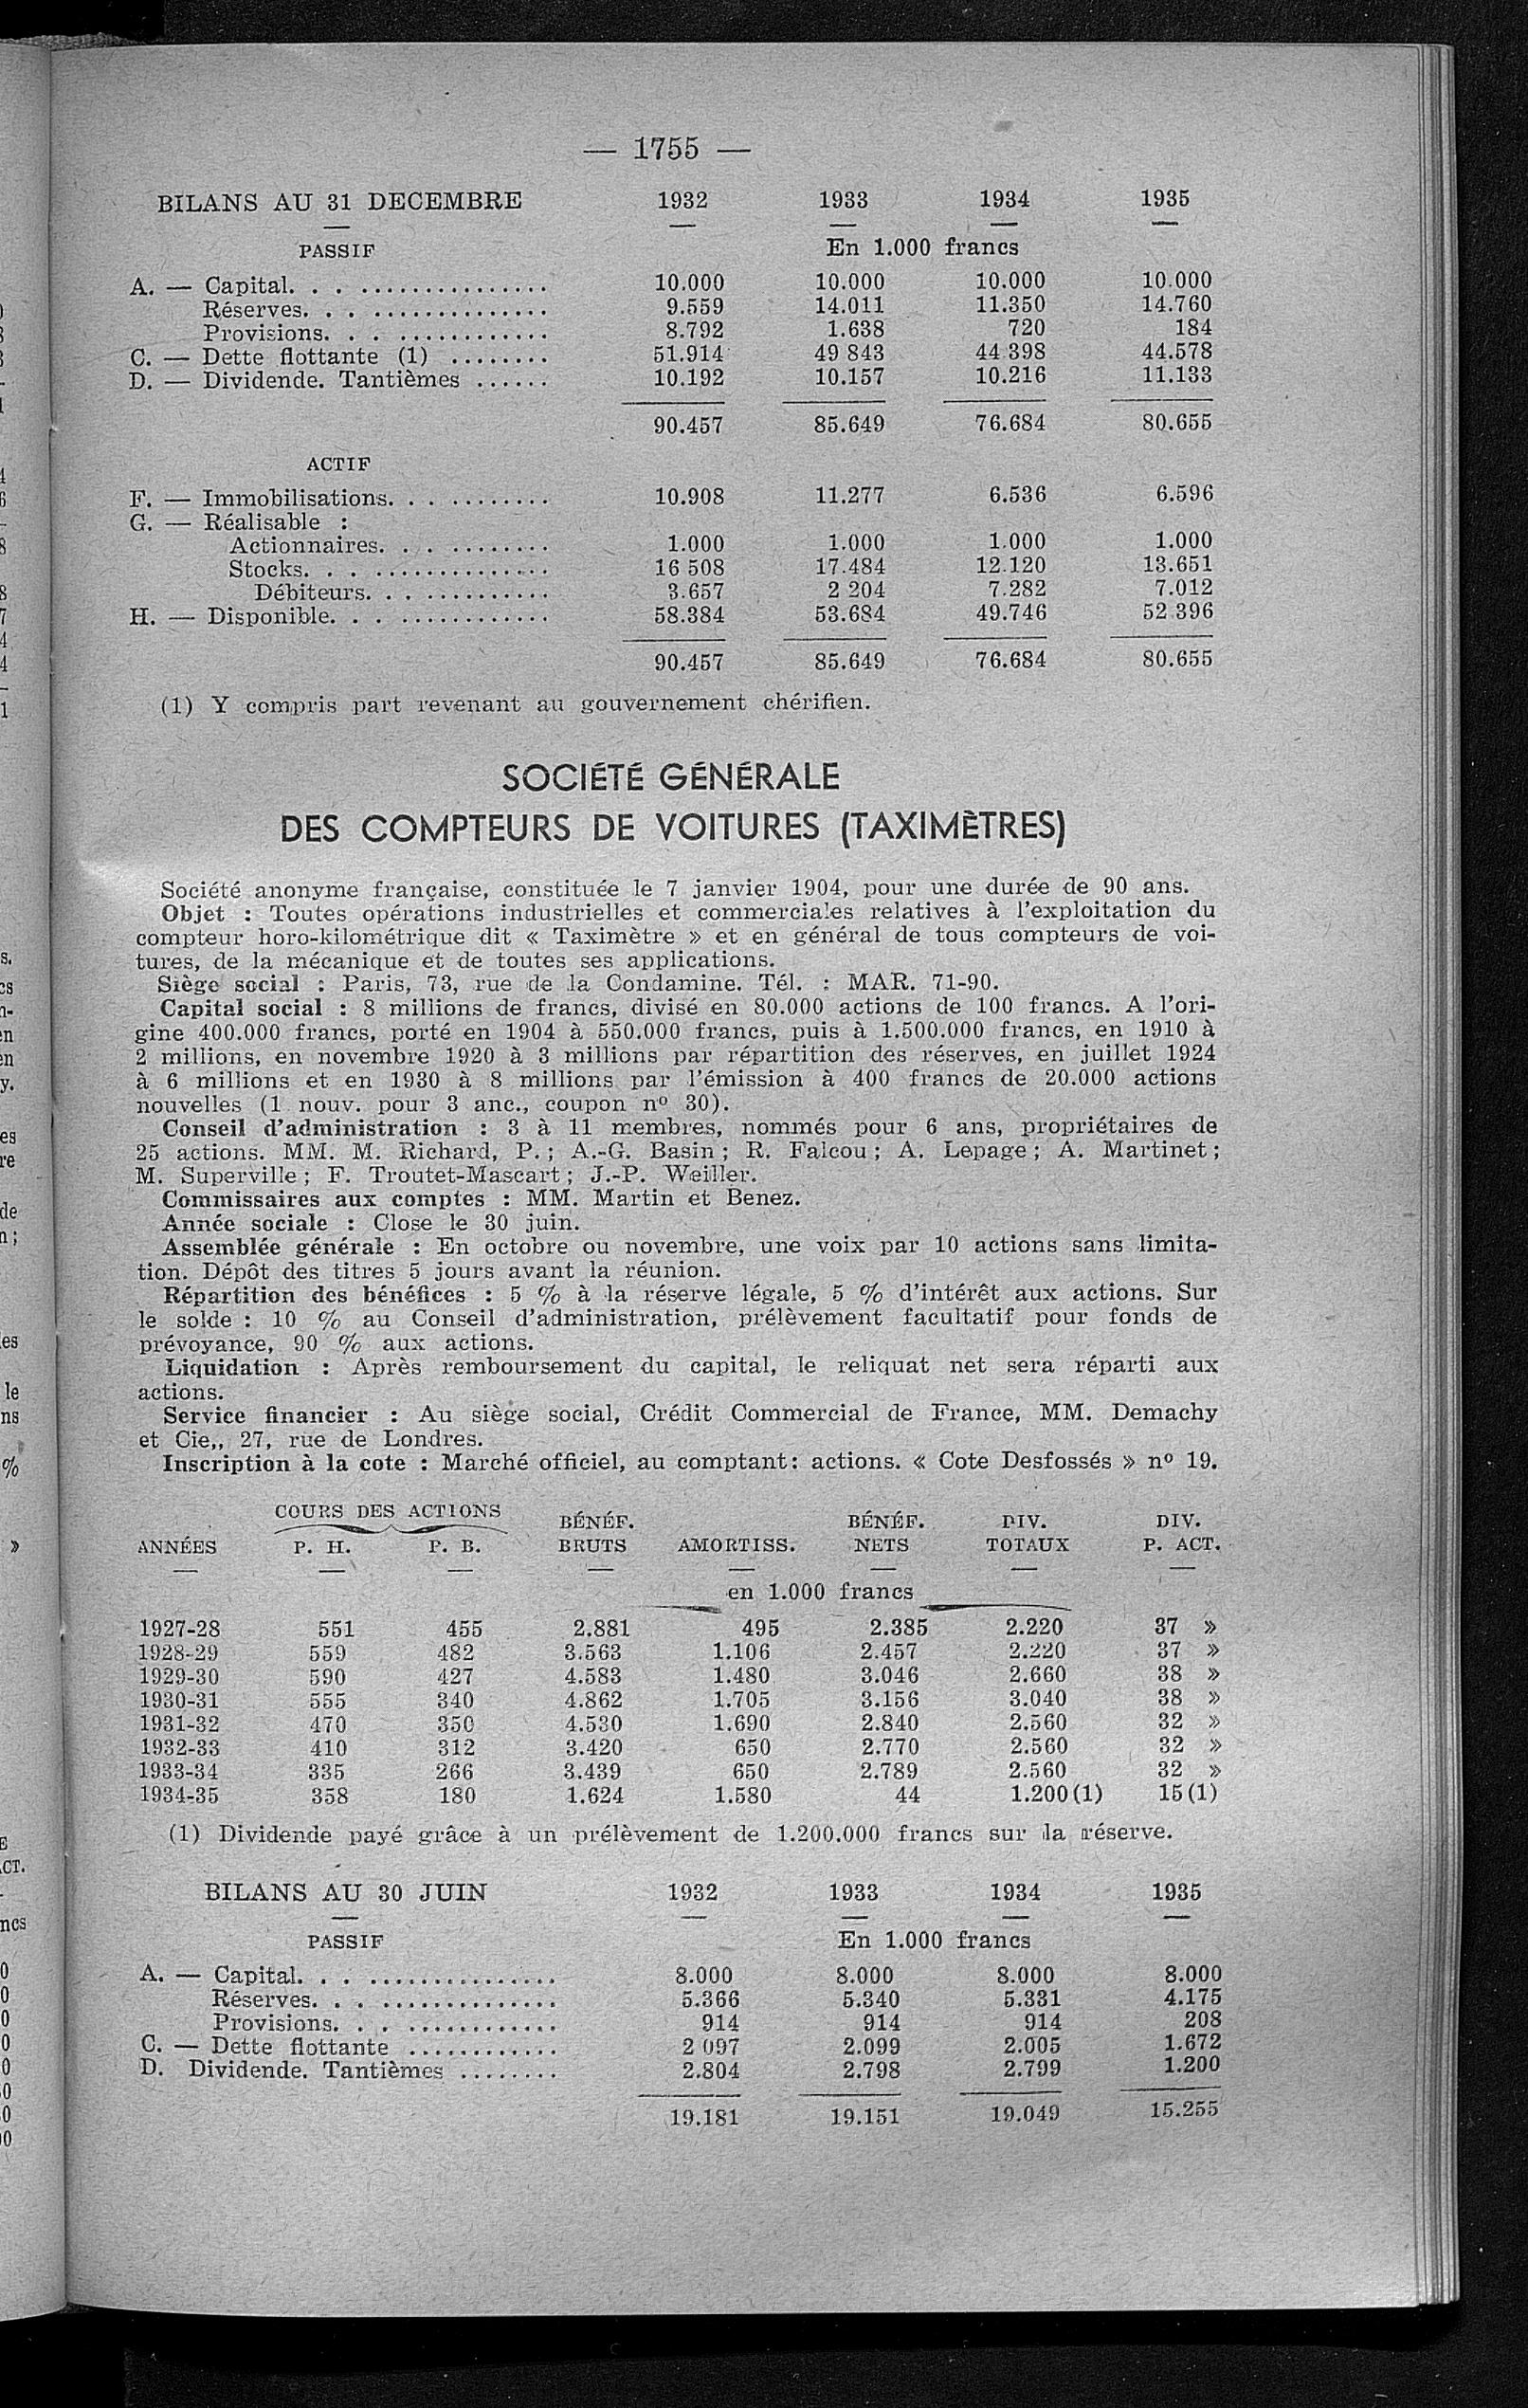 — 1755 —
BILANS AU 31 DECEMBRE 1932 1933 1934 1935
PASSIF En 1.000 francs
A. — Capital. . . ............... 10.000 10.000 10.000 10.000
Réserves. . . .............. 9.559 14.011 11.350 14.760
Provisions. . . ............ 8.792 1.638 720 184
C. — Dette flottante (1) ........ 51.914 49 843 44 398 44.578
D. — Dividende. Tantièmes ...... 10.192 10.157 10.216 11.133
90.457 85.649 76.684 80.655
ACTIF
F. — Immobilisations. . . ........ 10.908 11.277 6.536 6.596
G. — Réalisable :
Actionnaires. . . ........ 1.000 1.000 1.000 1.000
Stocks. . . .............. 16 508 17.484 12.120 13.651
Débiteurs. . . .......... 3.657 2 204 7.282 7.012
H. — Disponible. . . ............ 58.384 53.684 49.746 52.396
90.457 85.649 76.684 80.655
(1) Y compris part revenant au gouvernement chérifien.
SOCIÉTÉ GÉNÉRALE
DES COMPTEURS DE VOITURES (TAXIMÈTRES)
Société anonyme française, constituée le 7 janvier 1904, pour une durée de 90 ans.
Objet : Toutes opérations industrielles et commerciales relatives à l'exploitation du
compteur horo-kilométrique dit « Taximètre » et en général de tous compteurs de voi-
tures, de la mécanique et de toutes ses applications.
Siège social : Paris, 73, rue de la Condamine. Tél. : MAR. 71-90.
Capital social : 8 millions de francs, divisé en 80.000 actions de 100 francs. A l'ori-
gine 400.000 francs, porté en 1904 à 550.000 francs, puis à 1.500.000 francs, en 1910 à
2 millions, en novembre 1920 à 3 millions par répartition des réserves, en juillet 1924
à 6 millions et en 1930 à 8 millions par l'émission à 400 francs de 20.000 actions
nouvelles (1 nouv. pour 3 anc., coupon nº 30).
Conseil d'administration : 3 à 11 membres, nommés pour 6 ans, propriétaires de
25 actions. MM. M. Richard, P. ; A.-G. Basin ; R. Falcou ; A. Lepage ; A. Martinet ;
M. Superville ; F. Troutet-Mascart ; J.-P. Weiller.
Commissaires aux comptes : MM. Martin et Benez.
Année sociale : Close le 30 juin.
Assemblée générale : En octobre ou novembre, une voix par 10 actions sans limita-
tion. Dépôt des titres 5 jours avant la réunion.
Répartition des bénéfices : 5 % à la réserve légale, 5 % d'intérêt aux actions. Sur
le solde : 10 % au Conseil d'administration, prélèvement facultatif pour fonds de
prévoyance, 90 % aux actions.
Liquidation : Après remboursement du capital, le reliquat net sera réparti aux
actions.
Service financier : Au siège social, Crédit Commercial de France, MM. Demachy
et Cie,, 27, rue de Londres.
Inscription à la cote : Marché officiel, au comptant: actions. « Cote Desfossés » nº 19.
COURS DES ACTIONS BÉNÉF. BÉNÉF. DIV. DIV.
ANNÉES P. H. P. B. BRUTS AMORTISS. NETS TOTAUX P. ACT.
en 1.000 francs
1927-28 551 455 2.881 495 2.385 2.220 37 »
1928-29 559 482 3.563 1.106 2.457 2.220 37 »
1929-30 590 427 4.583 1.480 3.046 2.660 38 »
1930-31 555 340 4.862 1.705 3.156 3.040 38 »
1931-32 470 350 4.530 1.690 2.840 2.560 32 »
1932-33 410 312 3.420 650 2.770 2.560 32 »
1933-34 335 266 3.439 650 2.789 2.560 32 »
1934-35 358 180 1.624 1.580 44 1.200 (1) 15 (1)
(1) Dividende payé grâce à un prélèvement de 1.200.000 francs sur la réserve.
BILANS AU 30 JUIN 1932 1933 1934 1935
PASSIF En 1.000 francs
A. — Capital. . . ............... 8.000 8.000 8.000 8.000
Réserves. . . .............. 5.366 5.340 5.331 4.175
Provisions. . . ............ 914 914 914 208
C. — Dette flottante ............ 2 097 2.099 2.005 1.672
D. Dividende. Tantièmes ........ 2.804 2.798 2.799 1.200
19.181 19.151 19.049 15.255